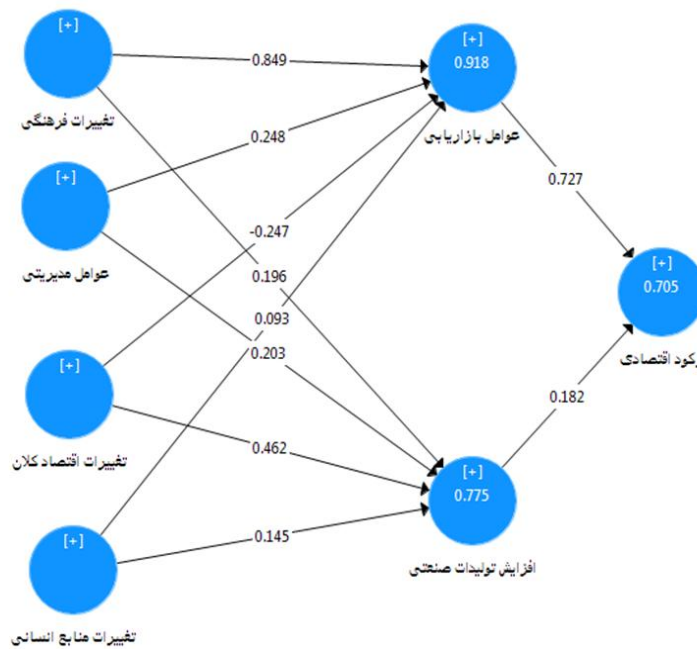 [+]
تغییرات فرهنگی
[+]
عوامل مدیریتی
[+]
تغییرات اقتصاد کلان
[+]
تغییرات منابع انسانی
0.849
0.248
-0.247
0.196
0.093
0.203
0.462
0.145
[+]
0.918
عوامل بازاریابی
[+]
0.775
افزایش تولیدات صنعتی
0.727
0.182
[+]
0.705
رکود اقتصادی